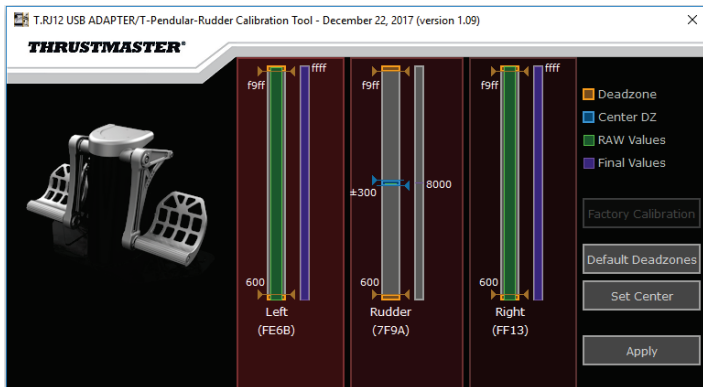 T.RJ12 USB ADAPTER/T-Pendular-Rudder Calibration Tool - December 22, 2017 (version 1.09)
THRUSTMASTER®
ffff
f9ff
600
Left
(FE6B)
f9ff
±300
8000
600
Rudder
(7F9A)
ffff
f9ff
600
Right
(FF13)
Deadzone
Center DZ
RAW Values
Final Values
Factory Calibration
Default Deadzones
Set Center
Apply